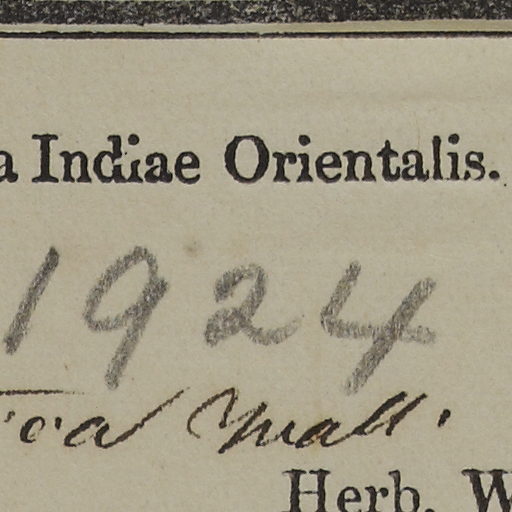 a Indiae Orientalis.
1924
Wall.
Herb. W